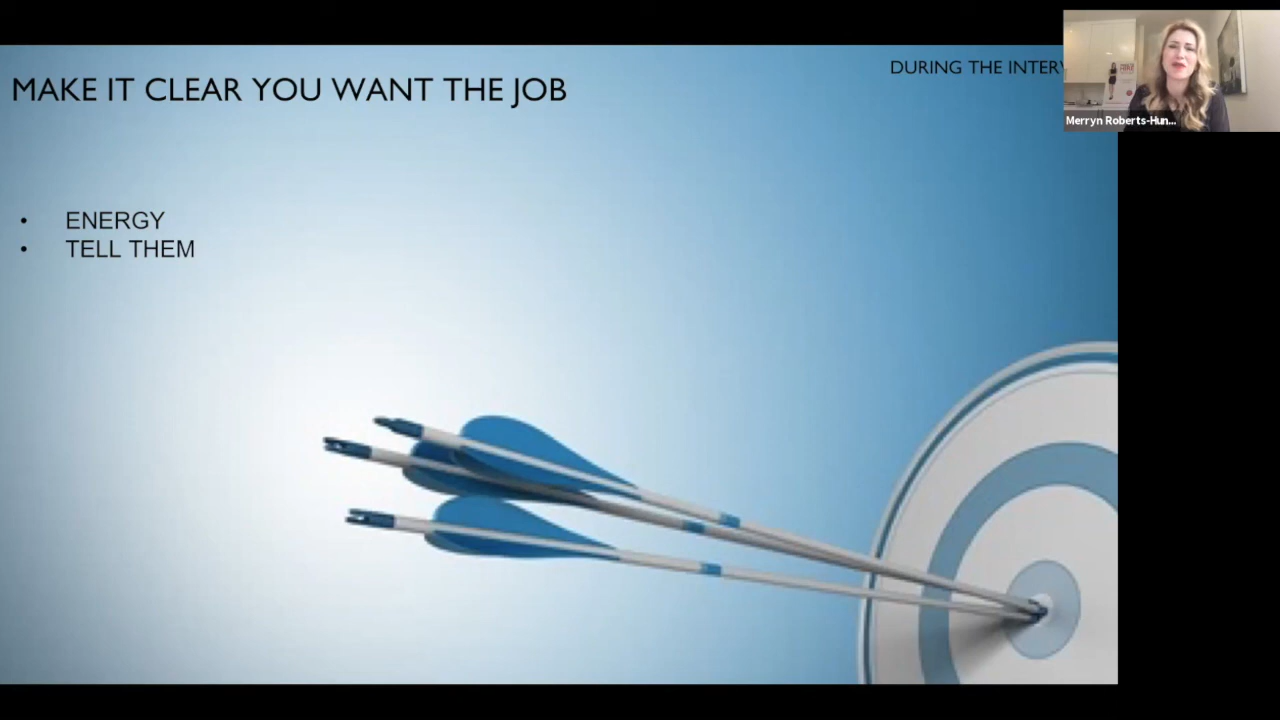 MAKE IT CLEAR YOU WANT THE JOB
DURING THE INTERV
Merryn Roberts-Hun...
• ENERGY
• TELL THEM